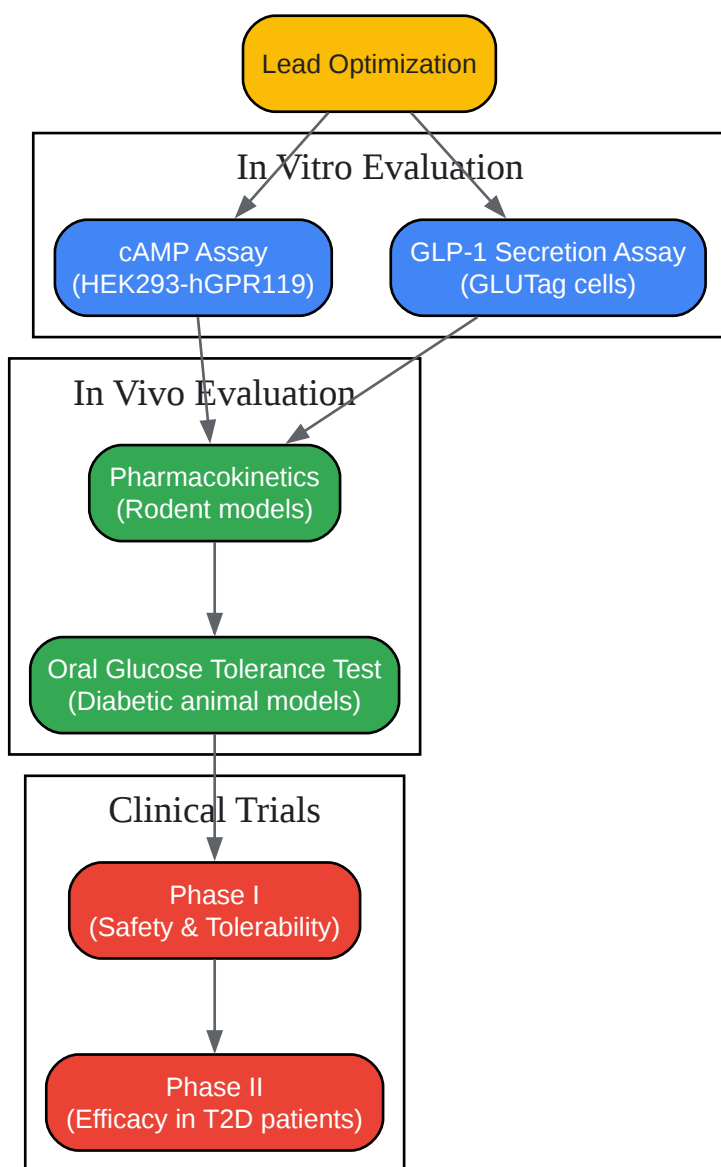 Lead Optimization
In Vitro Evaluation
cAMP Assay
(HEK293-hGPR119)
GLP-1 Secretion Assay
(GLUTag cells)
In Vivo Evaluation
Pharmacokinetics
(Rodent models)
Oral Glucose Tolerance Test
(Diabetic animal models)
Clinical Trials
Phase I
(Safety & Tolerability)
Phase II
(Efficacy in T2D patients)